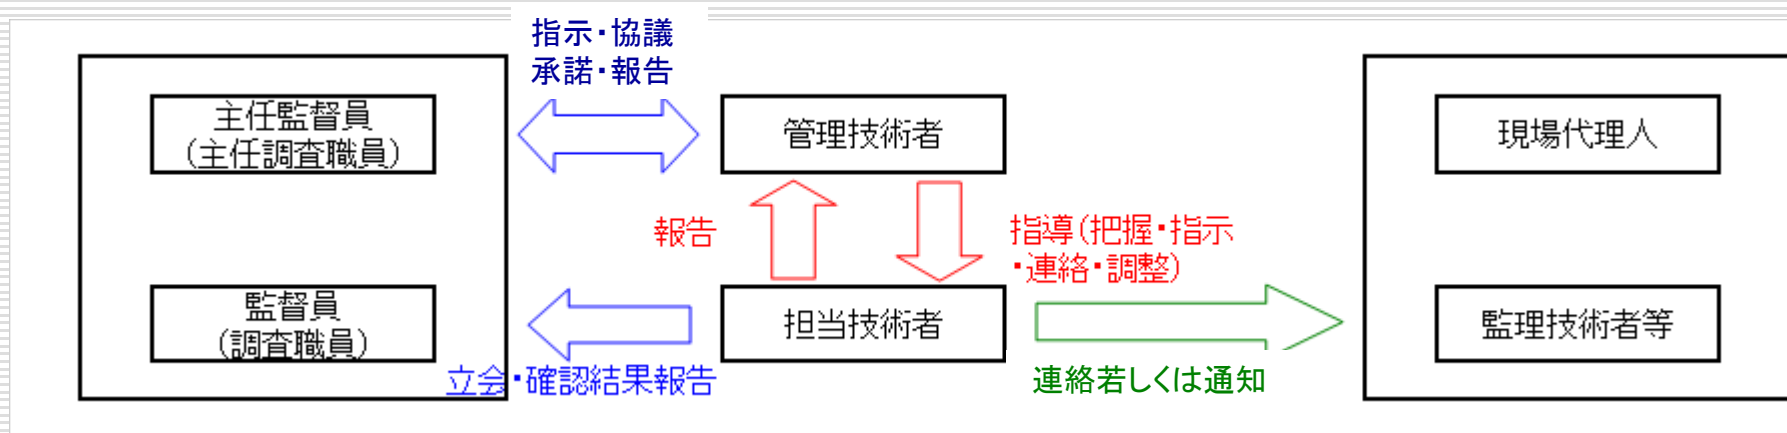 指示・協議
承諾・報告
主任監督員
(主任調査職員)
管理技術者
現場代理人
報告
指導(把握・指示
・連絡・調整)
監督員
(調査職員)
担当技術者
監理技術者等
立会・確認結果報告
連絡若しくは通知